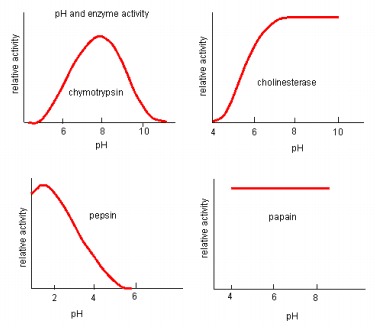 pH and enzyme activity
relative activity
chymotrypsin
6 8 10
pH
relative activity
cholinesterase
4 6 8 10
pH
relative activity
pepsin
2 4 6
pH
relative activity
papain
4 6 8
pH